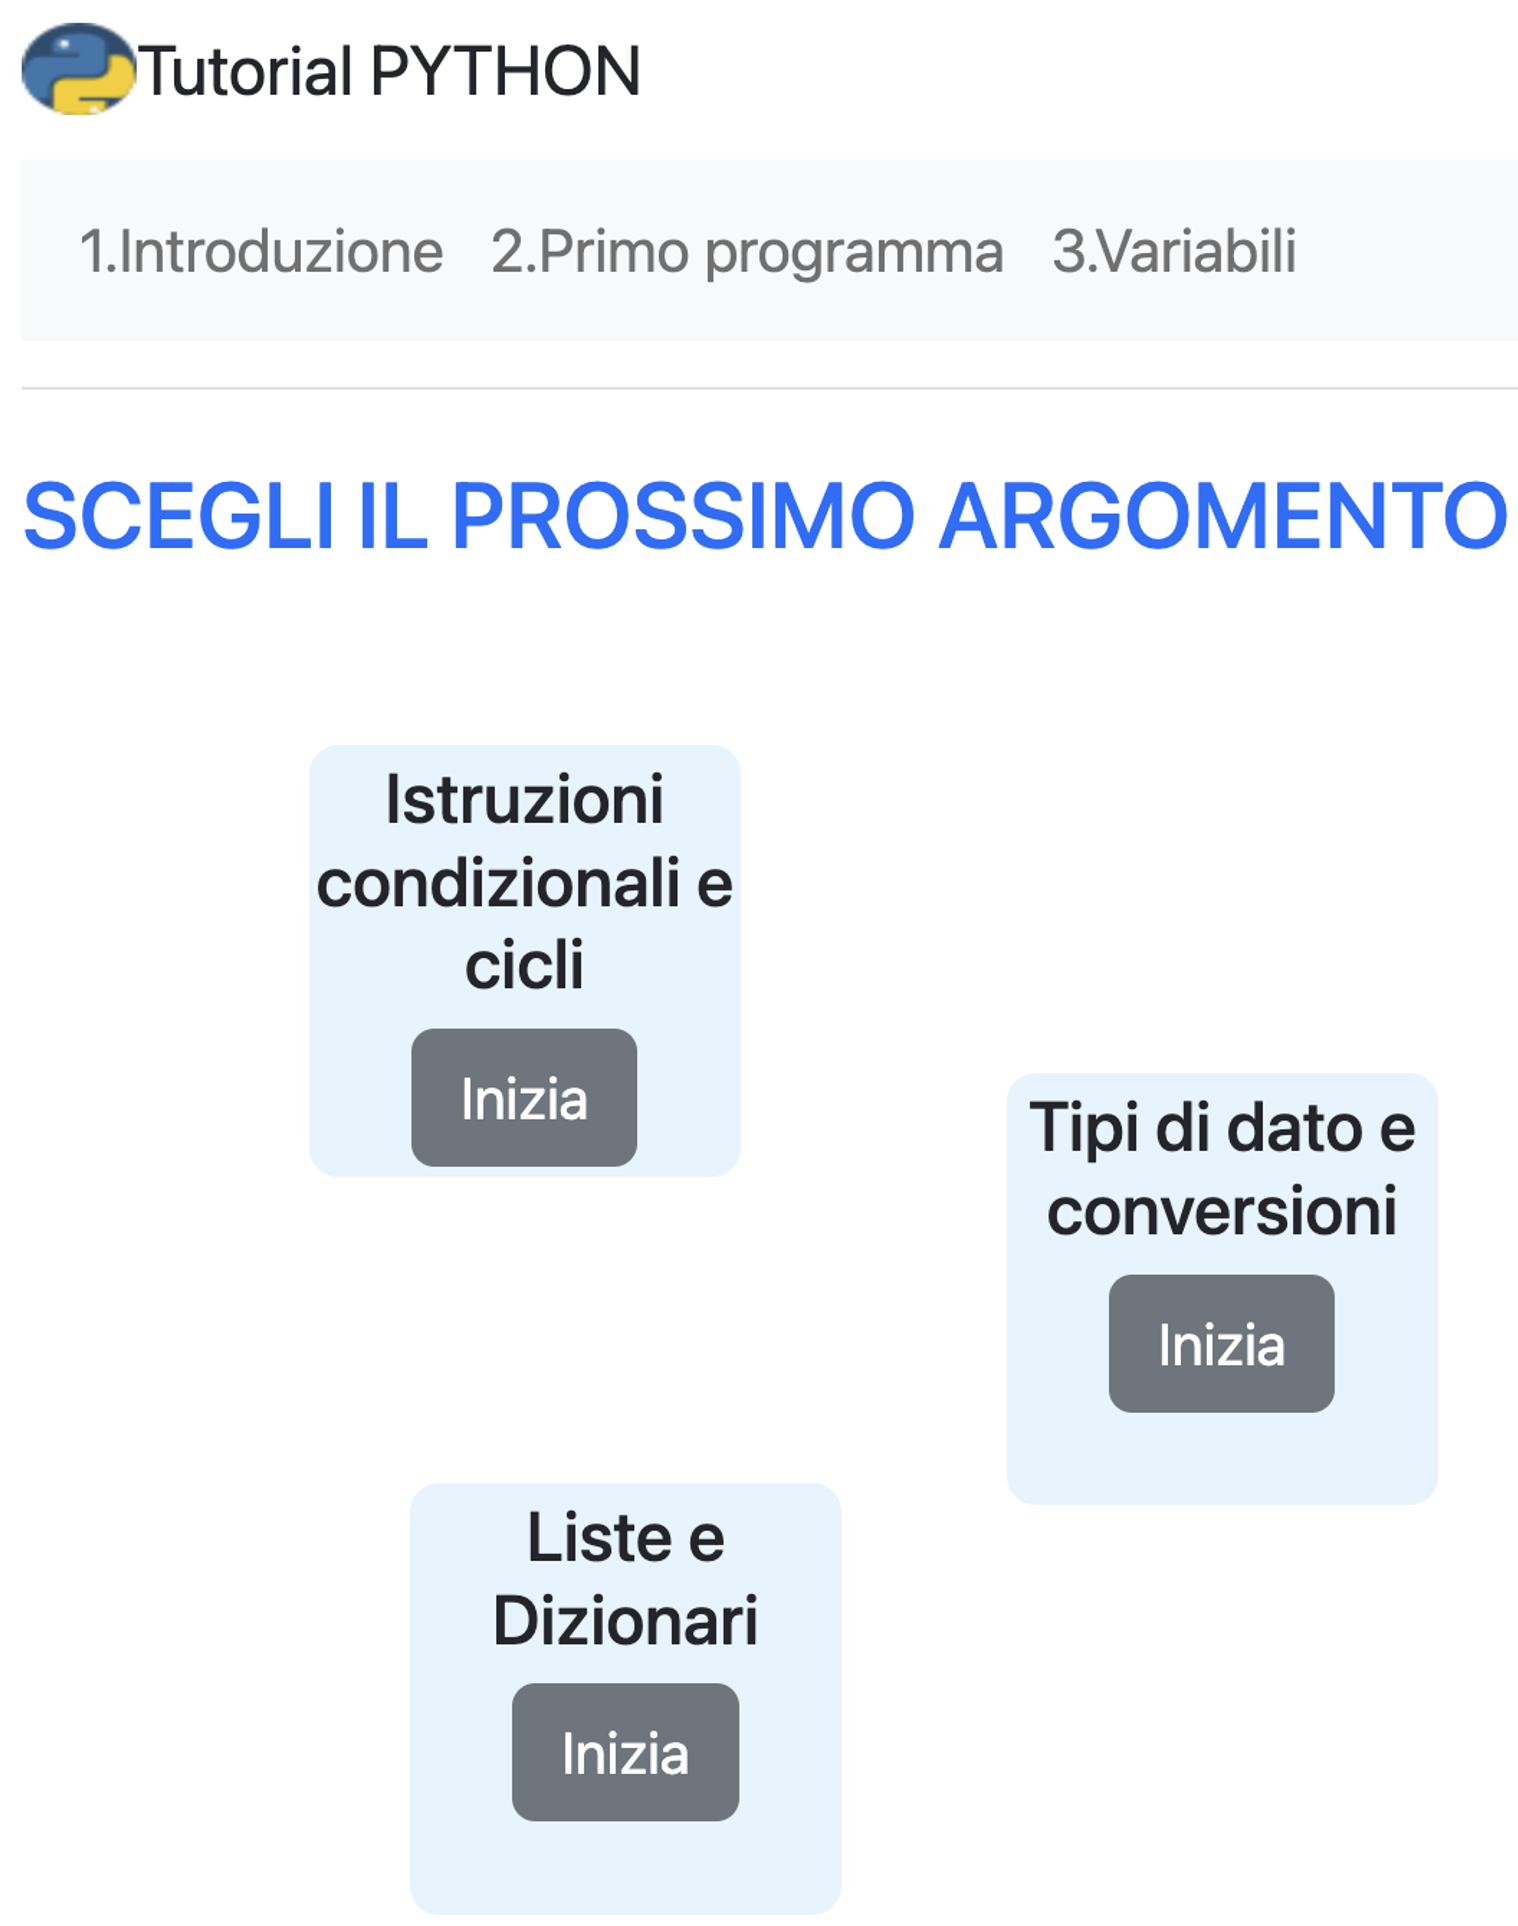 Tutorial PYTHON
1.Introduzione 2.Primo programma 3.Variabili
SCEGLI IL PROSSIMO ARGOMENTO
Istruzioni
condizionali e
cicli
Inizia
Tipi di dato e
conversioni
Inizia
Liste e
Dizionari
Inizia